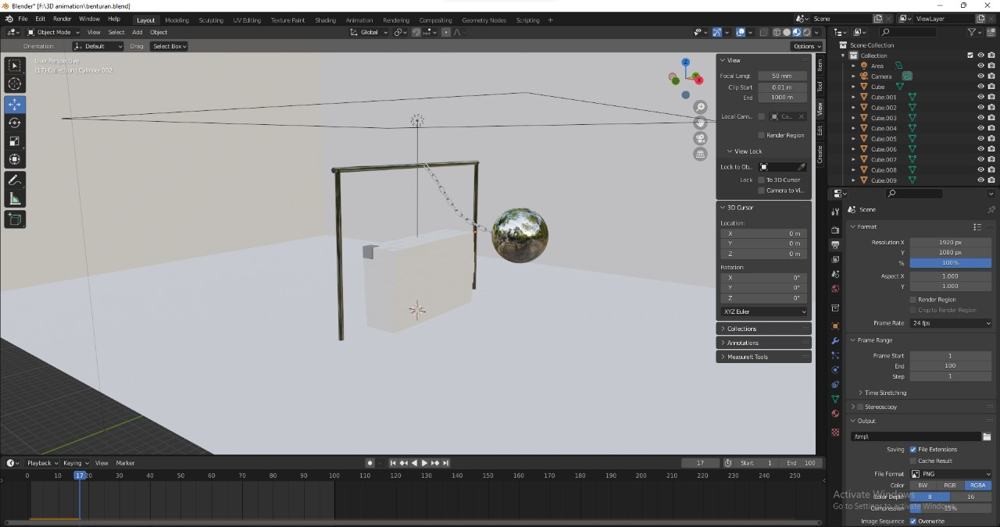 Blender* [F:\3D animation\benturan.blend]
File Edit Render Window Help Layout Modeling Sculpting UV Editing Texture Paint Shading Animation Rendering Compositing Geometry Nodes Scripting + Scene ViewLayer
Object Mode View Select Add Object Global
Orientation: Default Drag: Select Box Options
User Perspective
(17) Collection | Cylinder.002
Z
Y
X
View
Focal Lengt 50 mm
Clip Start 0.01 m
End 1000 m
Local Cam... Ca...
Render Region
View Lock
Lock to Ob...
Lock To 3D Cursor
Camera to Vi...
3D Cursor
Location:
X 0 m
Y 0 m
Z 0 m
Rotation:
X 0°
Y 0°
Z 0°
XYZ Euler
Collections
Annotations
MeasureIt Tools
Item
Tool
View
Edit
Create
Scene Collection
Collection
Area
Camera
Cube
Cube.001
Cube.002
Cube.003
Cube.004
Cube.005
Cube.006
Cube.007
Cube.008
Cube.009
Scene
Format
Resolution X 1920 px
Y 1080 px
% 100%
Aspect X 1.000
Y 1.000
Render Region
Crop to Render Region
Frame Rate 24 fps
Frame Range
Frame Start 1
End 100
Step 1
Time Stretching
Stereoscopy
Output
/tmp\
Saving File Extensions
Cache Result
File Format PNG
Color BW RGB RGBA
Color Depth 8 16
Compression 15%
Image Sequence Overwrite
Activate Windows
Go to Settings to activate Windows.
Playback Keying View Marker 17 Start 1 End 100
0 10 17 20 30 40 50 60 70 80 90 100 110 120 130 140 150 160 170 180 190 200 210 220 230 240 250